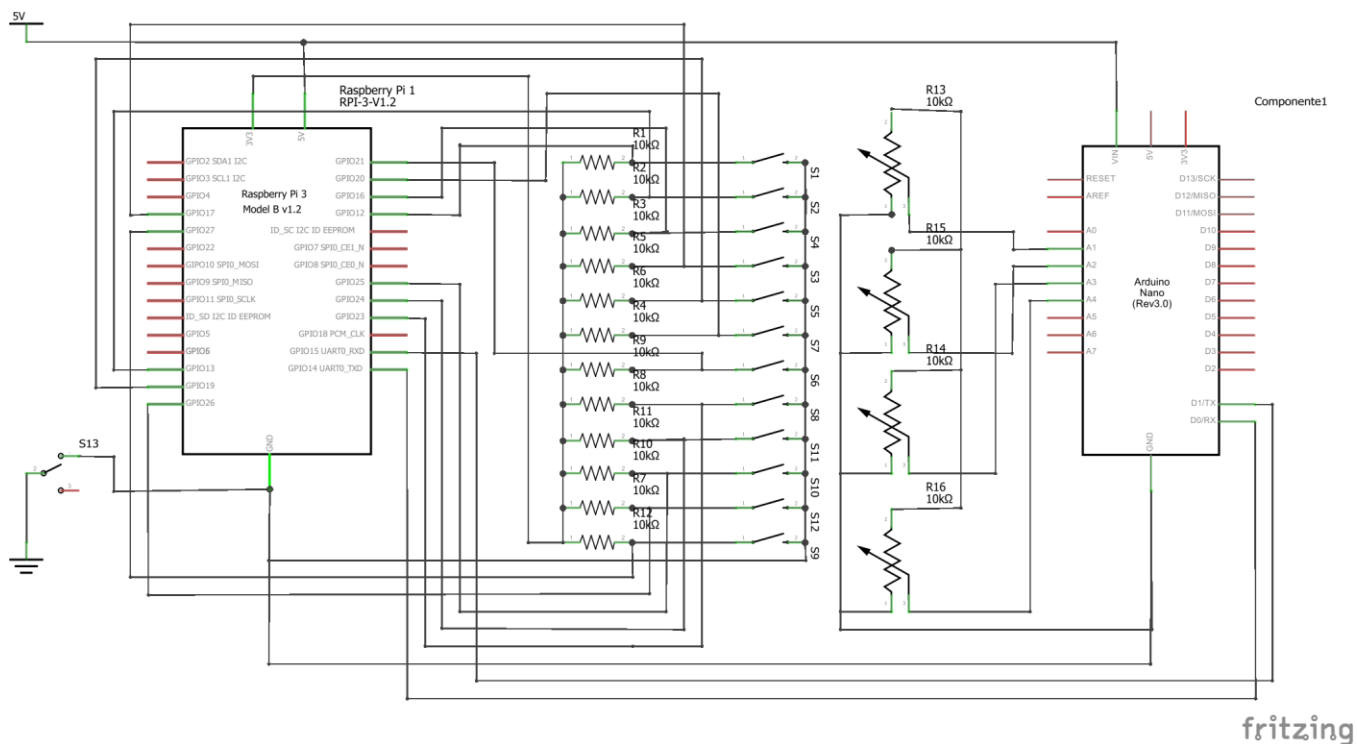 5V
Raspberry Pi 1
RPI-3-V1.2
3V3
5V
GPIO2 SDA1 I2C
GPIO3 SCL1 I2C
GPIO4
GPIO17
GPIO27
GPIO22
GIPO10 SPI0_MOSI
GPIO9 SPI0_MISO
GPIO11 SPI0_SCLK
ID_SD I2C ID EEPROM
GPIO5
GPIO6
GPIO13
GPIO19
GPIO26
Raspberry Pi 3
Model B v1.2
GPIO21
GPIO20
GPIO16
GPIO12
ID_SC I2C ID EEPROM
GPIO7 SPI0_CE1_N
GPIO8 SPI0_CE0_N
GPIO25
GPIO24
GPIO23
GPIO18 PCM_CLK
GPIO15 UART0_RXD
GPIO14 UART0_TXD
GND
S13
R1
10kΩ
R2
10kΩ
R3
10kΩ
R5
10kΩ
R6
10kΩ
R4
10kΩ
R9
10kΩ
R8
10kΩ
R11
10kΩ
R10
10kΩ
R7
10kΩ
R12
10kΩ
S1
S2
S4
S3
S5
S7
S6
S8
S11
S10
S12
S9
R13
10kΩ
R15
10kΩ
R14
10kΩ
R16
10kΩ
Componente1
VIN
5V
3V3
RESET
AREF
A0
A1
A2
A3
A4
A5
A6
A7
Arduino
Nano
(Rev3.0)
D13/SCK
D12/MISO
D11/MOSI
D10
D9
D8
D7
D6
D5
D4
D3
D2
D1/TX
D0/RX
GND
fritzing